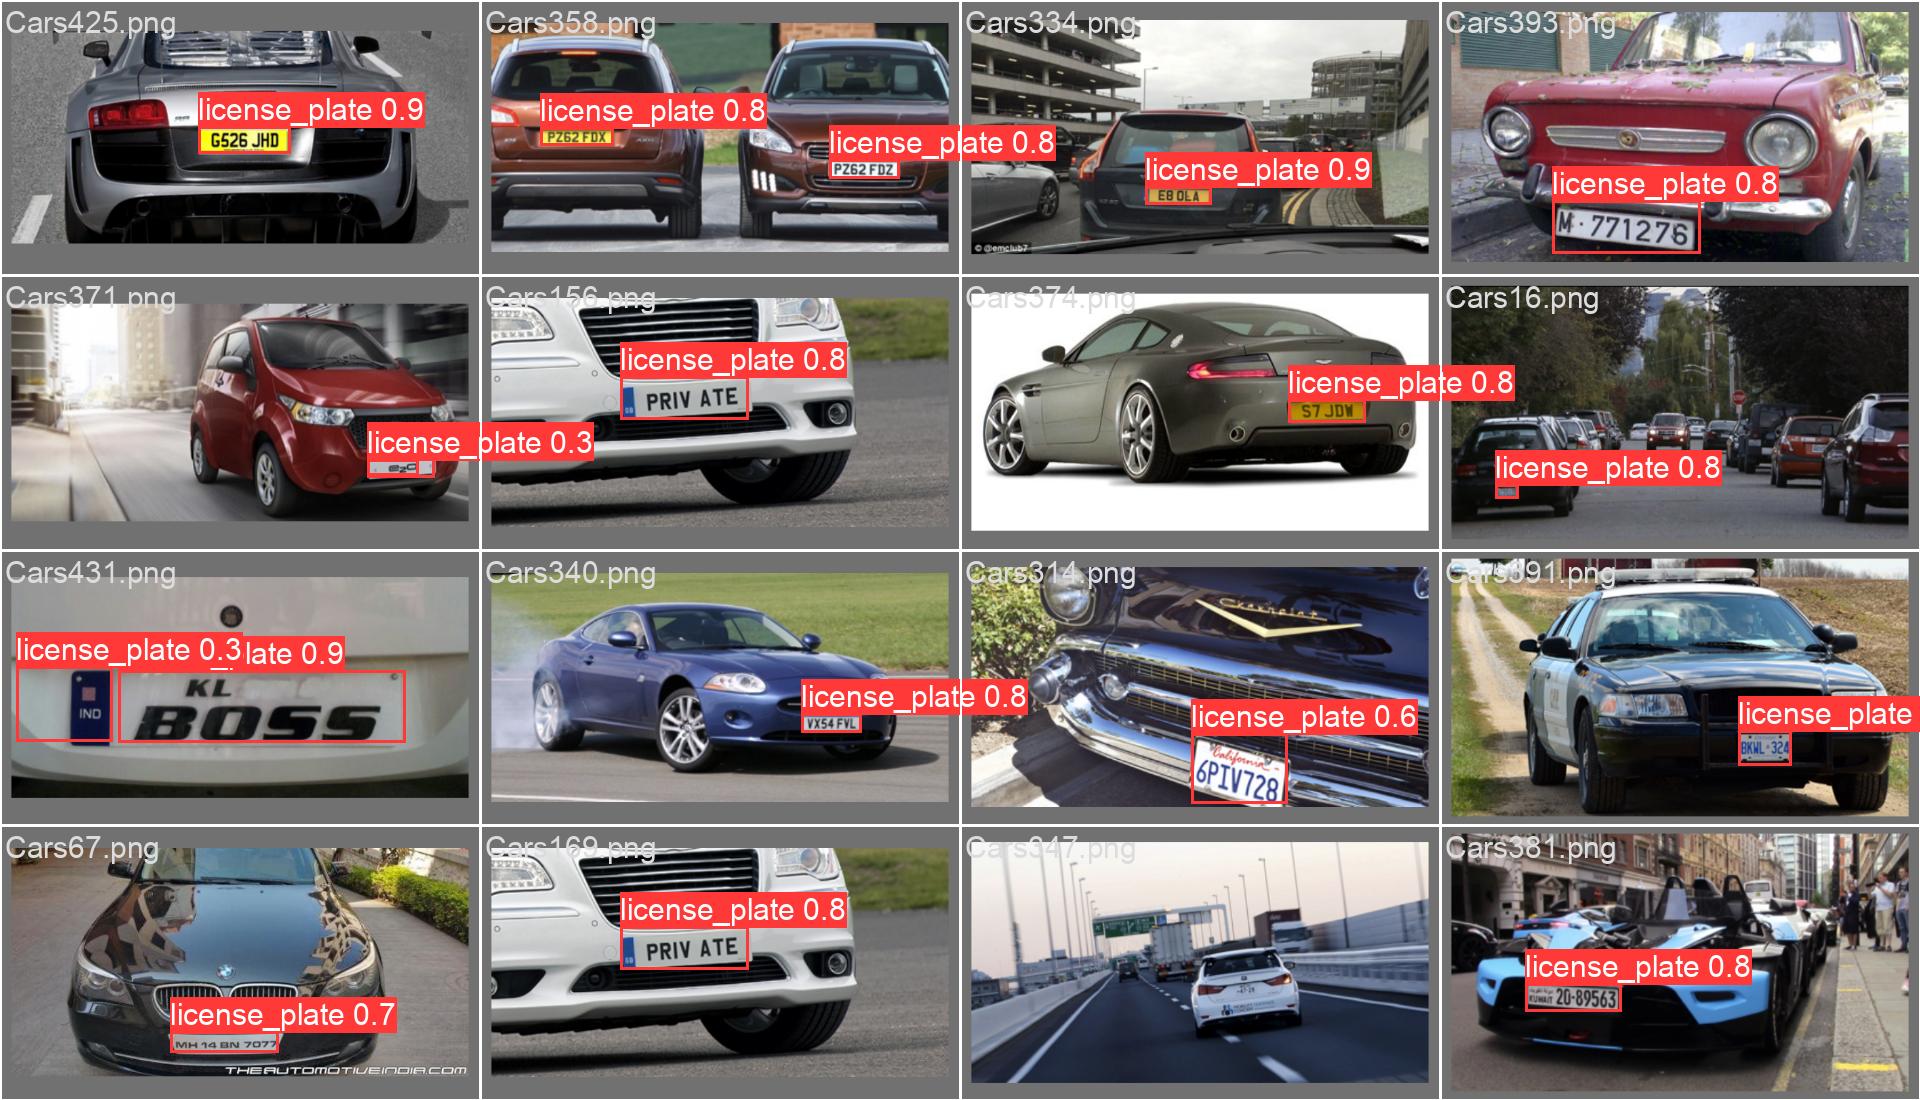 Cars425.png
license_plate 0.9
G526 JHD
Cars358.png
license_plate 0.8
PZ62 FDX
license_plate 0.8
PZ62 FDZ
Cars334.png
license_plate 0.9
E8 OLA
© @emclub7
Cars393.png
license_plate 0.8
M·771276
Cars371.png
license_plate 0.3
e2o
Cars156.png
license_plate 0.8
PRIV ATE
Cars374.png
license_plate 0.8
S7 JDW
Cars16.png
license_plate 0.8
Cars431.png
license_plate 0.3
late 0.9
IND
KL
BOSS
Cars340.png
license_plate 0.8
VX54 FVL
Cars314.png
Chevrolet
license_plate 0.6
California
6PIV728
Cars391.png
license_plate
BKWL·324
Cars67.png
license_plate 0.7
MH 14 BN 7077
THEAUTOMOTIVEINDIA.COM
Cars169.png
license_plate 0.8
PRIV ATE
Cars347.png
Cars381.png
license_plate 0.8
KUWAIT 20-89563